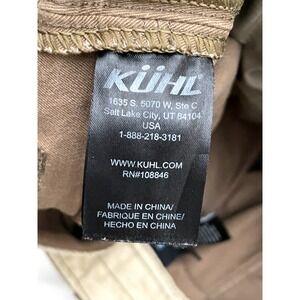 KÜHL
1635 S. 5070 W, Ste C
Salt Lake City, UT 84104
USA
1-888-218-3181
WWW.KUHL.COM
RN#108846
MADE IN CHINA/
FABRIQUE EN CHINE/
HECHO EN CHINA